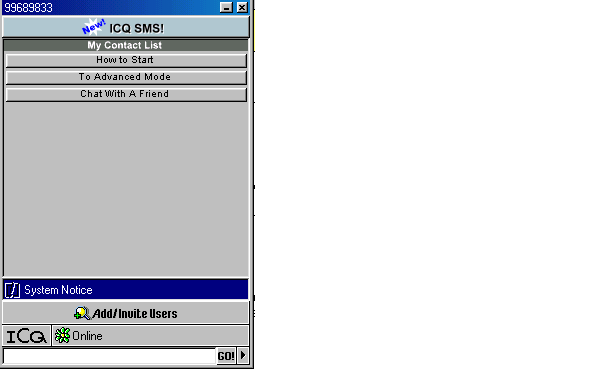 99689833
New! ICQ SMS!
My Contact List
How to Start
To Advanced Mode
Chat With A Friend
System Notice
Add/Invite Users
ICQ Online
GO!